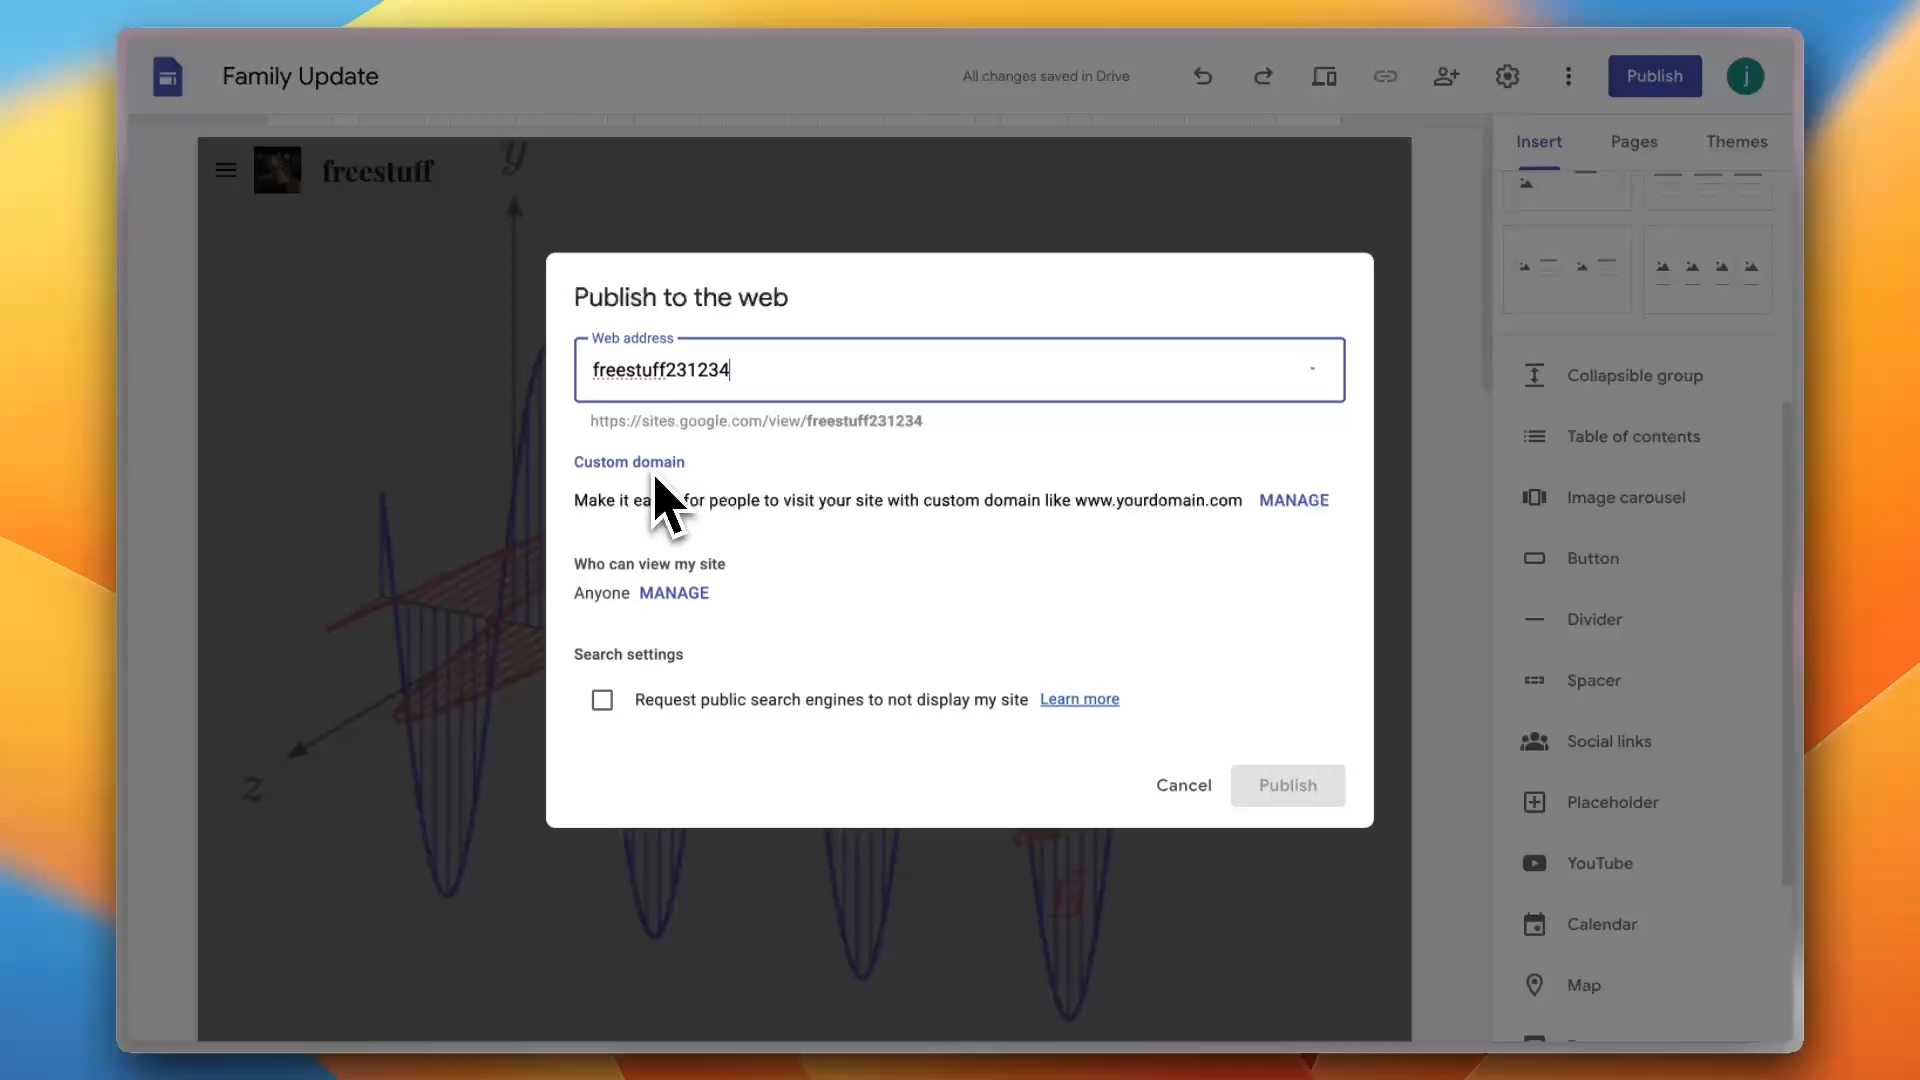 Family Update
All changes saved in Drive
Publish
j
freestuff
y
Insert
Pages
Themes
Publish to the web
Web address
freestuff231234
https://sites.google.com/view/freestuff231234
Custom domain
Make it ea for people to visit your site with custom domain like www.yourdomain.com MANAGE
Who can view my site
Anyone MANAGE
Search settings
Request public search engines to not display my site Learn more
Cancel
Publish
z
B
Collapsible group
Table of contents
Image carousel
Button
Divider
Spacer
Social links
Placeholder
YouTube
Calendar
Map